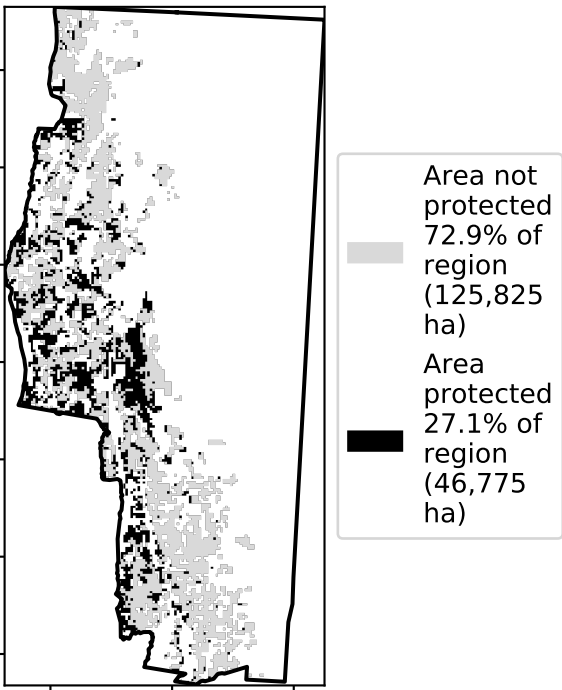 Area not
protected
72.9% of
region
(125,825
ha)
Area
protected
27.1% of
region
(46,775
ha)